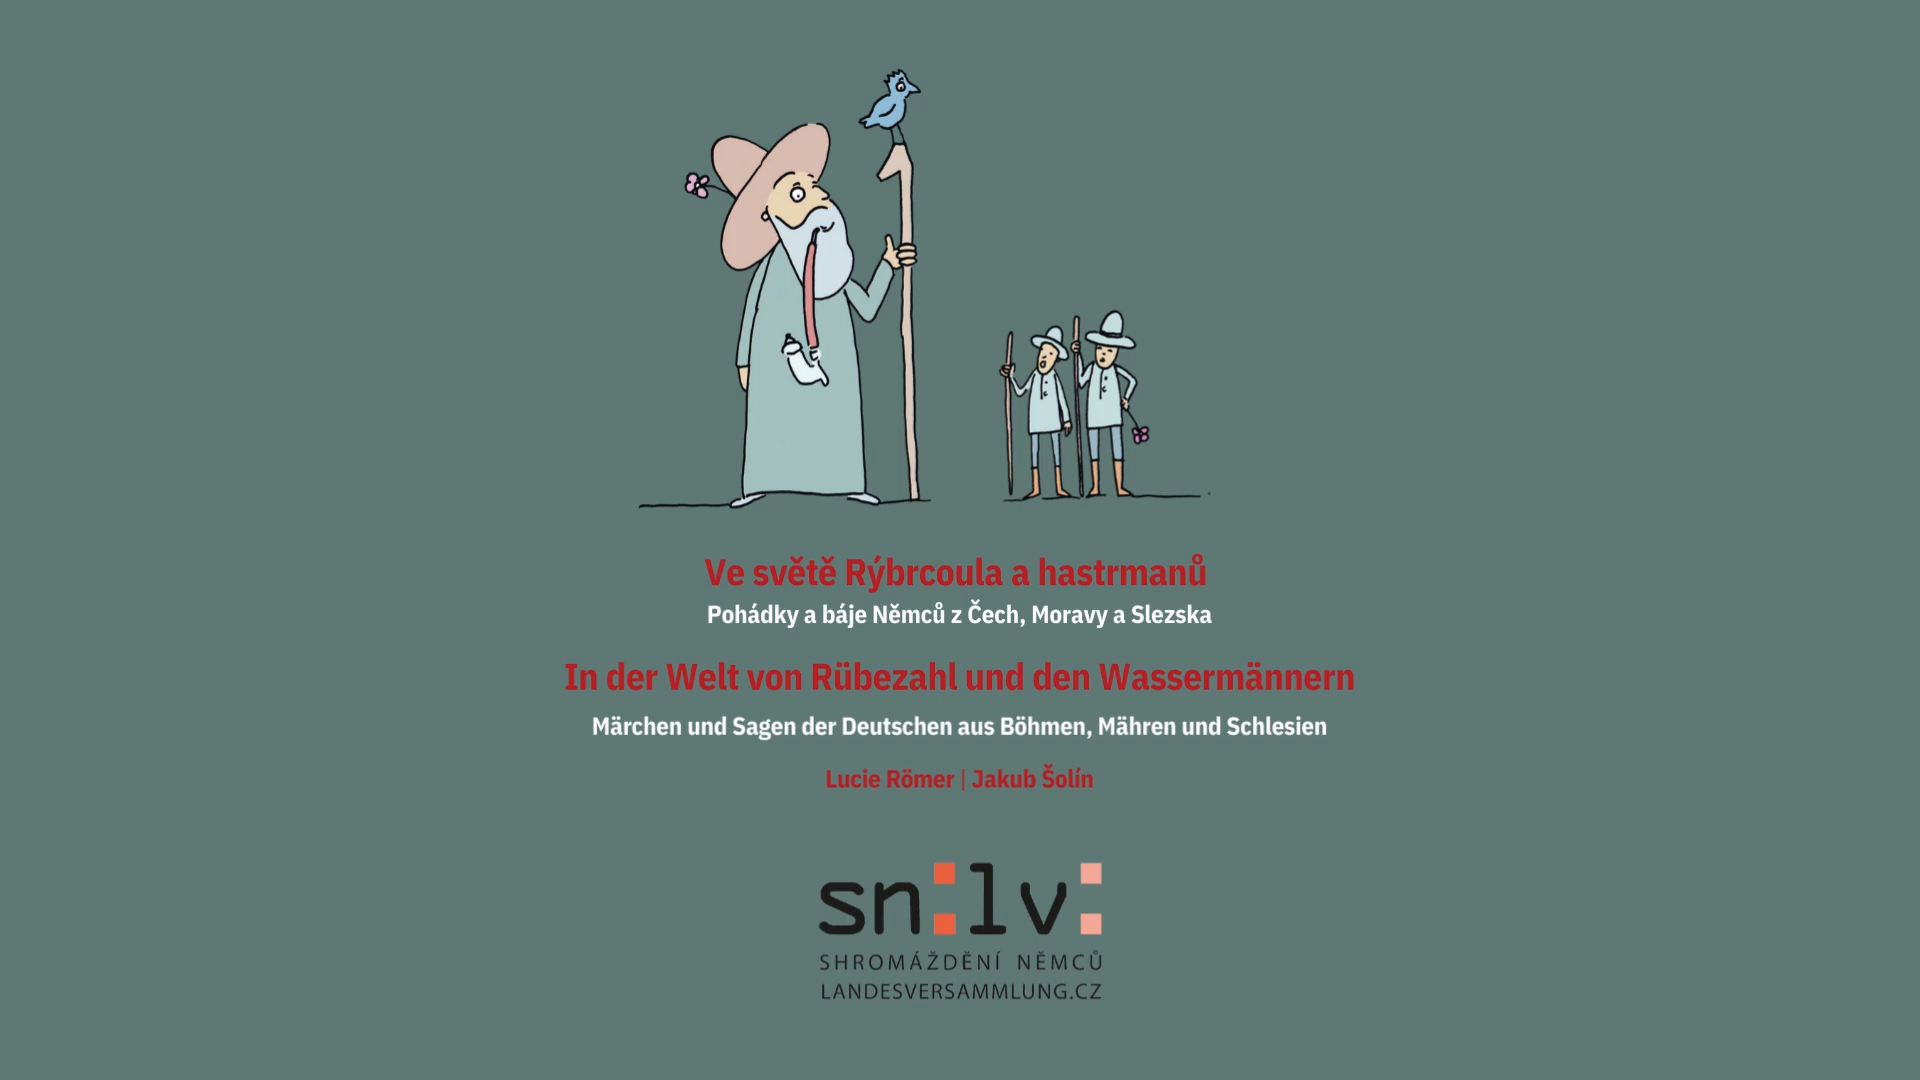 Ve světě Rýbrcoula a hastrmanů
Pohádky a báje Němců z Čech, Moravy a Slezska
In der Welt von Rübezahl und den Wassermännern
Märchen und Sagen der Deutschen aus Böhmen, Mähren und Schlesien
Lucie Römer | Jakub Šolín
sn:lv:
SHROMÁŽDĚNÍ NĚMCŮ
LANDESVERSAMMLUNG.CZ